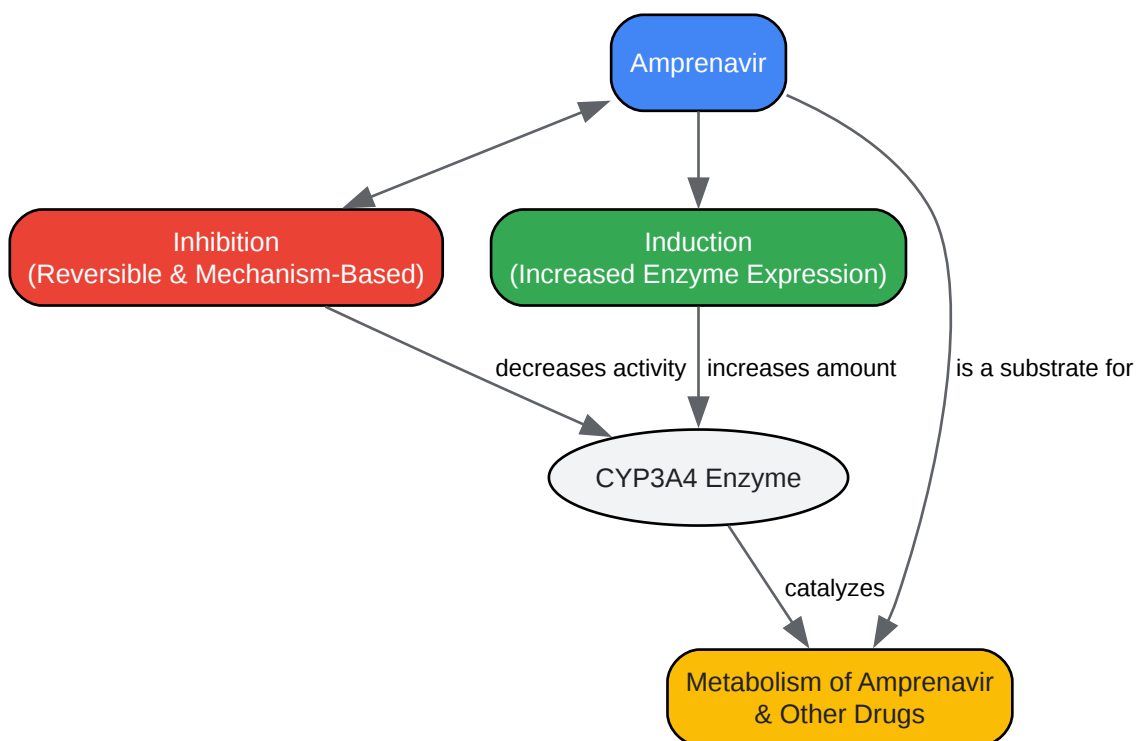 Amprenavir
Inhibition
(Reversible & Mechanism-Based)
Induction
(Increased Enzyme Expression)
decreases activity
increases amount
is a substrate for
CYP3A4 Enzyme
catalyzes
Metabolism of Amprenavir
& Other Drugs